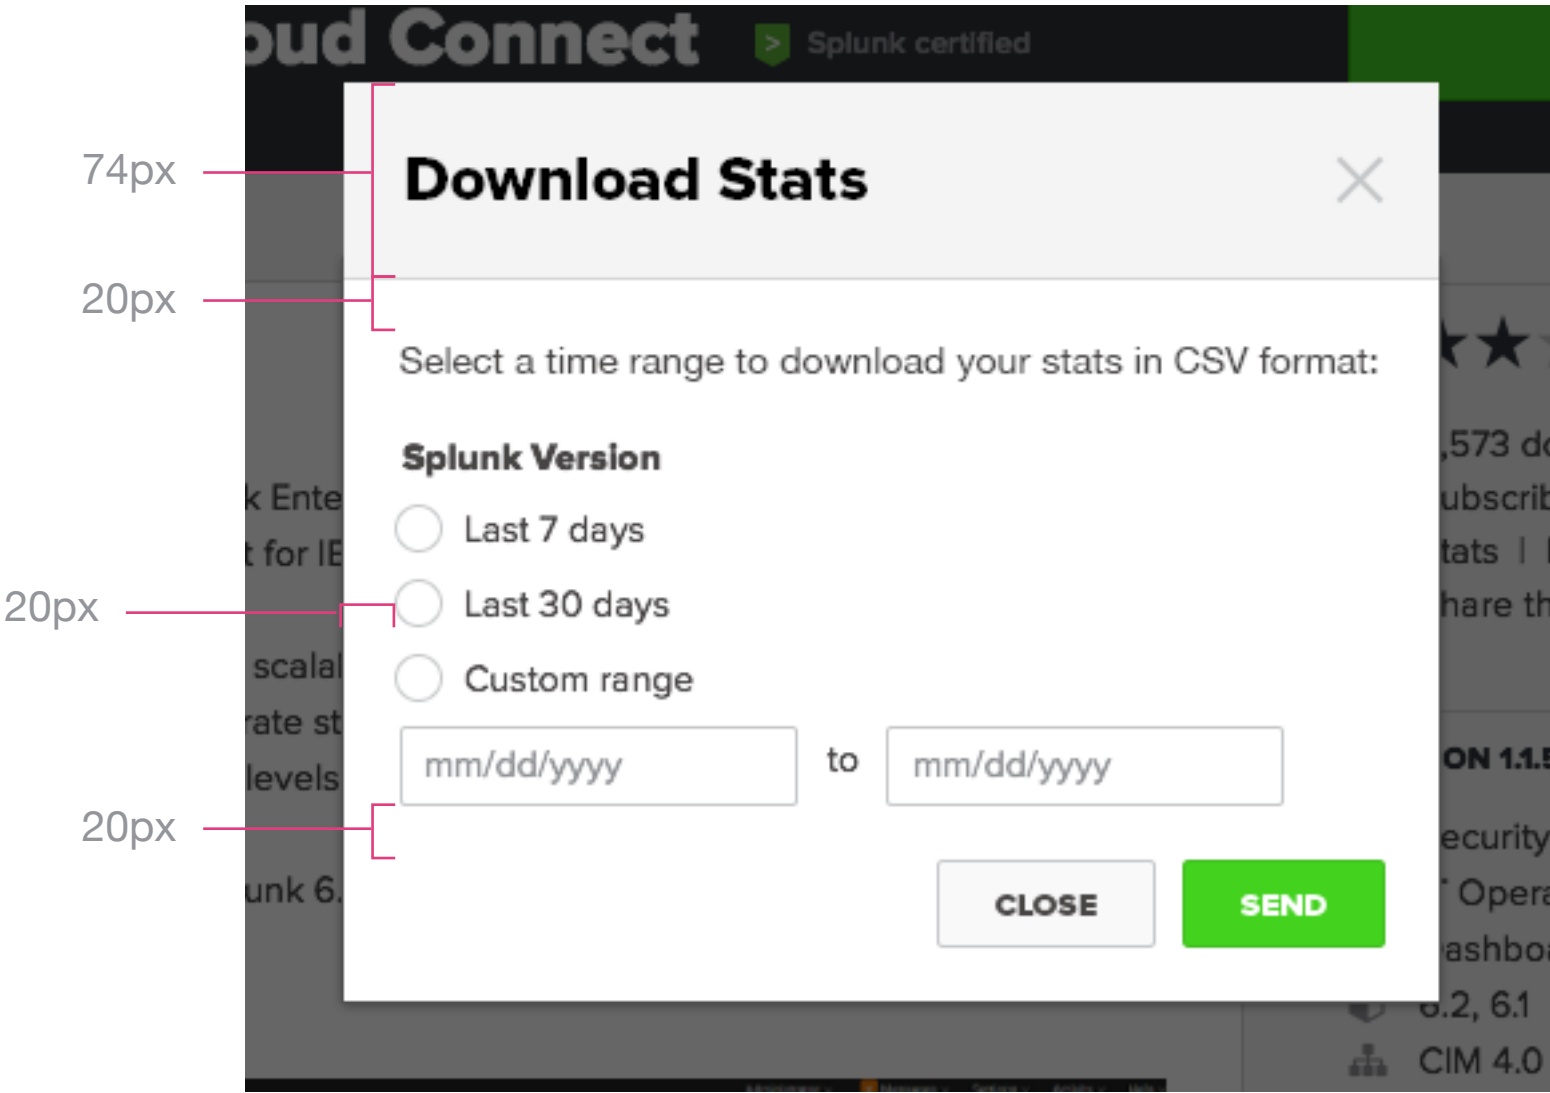 oud Connect
Splunk certified
74px
Download Stats
20px
Select a time range to download your stats in CSV format:
,573 do
Splunk Version
k Ente
ubscrib
Last 7 days
t for IE
tats |
20px
Last 30 days
hare th
scalal
Custom range
rate st
mm/dd/yyyy to mm/dd/yyyy
levels
ON 1.1.5
20px
ecurity
unk 6.
CLOSE
SEND
Opera
ashboa
6.2, 6.1
CIM 4.0